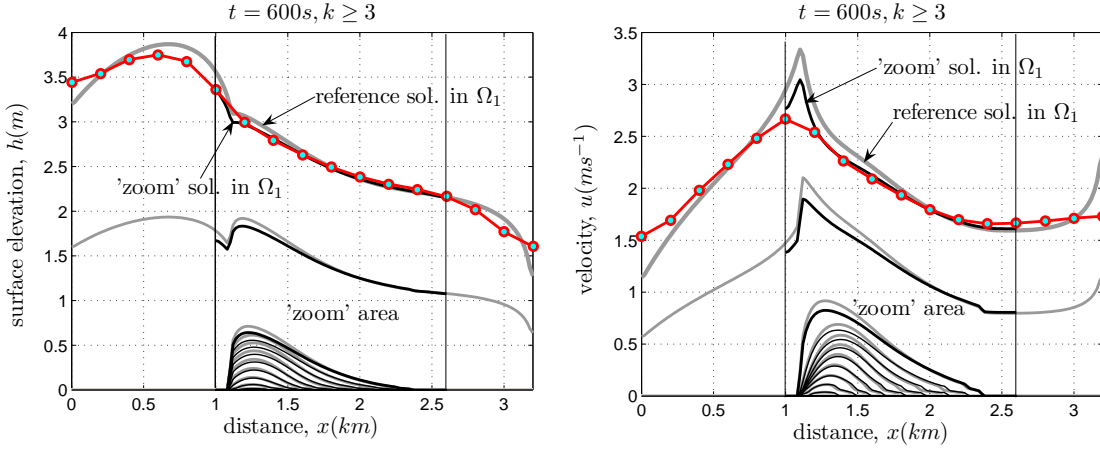 t = 600s, k ≥ 3
surface elevation, h(m)
4
3.5
3
2.5
2
1.5
1
0.5
0
reference sol. in Ω₁
'zoom' sol. in Ω₁
'zoom' area
0 0.5 1 1.5 2 2.5 3
distance, x(km)
t = 600s, k ≥ 3
velocity, u(ms⁻¹)
3.5
3
2.5
2
1.5
1
0.5
0
'zoom' sol. in Ω₁
reference sol. in Ω₁
'zoom' area
0 0.5 1 1.5 2 2.5 3
distance, x(km)